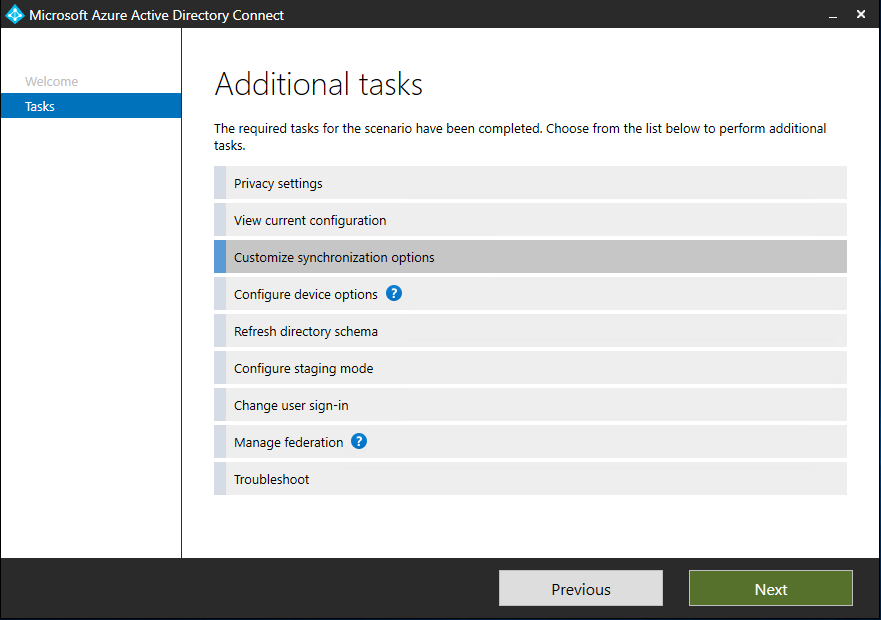 Microsoft Azure Active Directory Connect
Welcome
Tasks
Additional tasks
The required tasks for the scenario have been completed. Choose from the list below to perform additional
tasks.
Privacy settings
View current configuration
Customize synchronization options
Configure device options ?
Refresh directory schema
Configure staging mode
Change user sign-in
Manage federation ?
Troubleshoot
Previous
Next